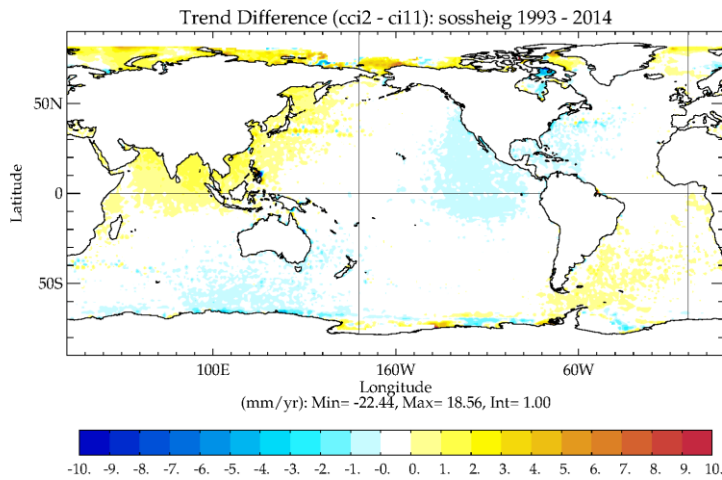 Trend Difference (cci2 - ci11): sossheig 1993 - 2014
50N
0
50S
Latitude
100E 160W 60W
Longitude
(mm/yr): Min= -22.44, Max= 18.56, Int= 1.00
-10. -9. -8. -7. -6. -5. -4. -3. -2. -1. -0. 0. 1. 2. 3. 4. 5. 6. 7. 8. 9. 10.